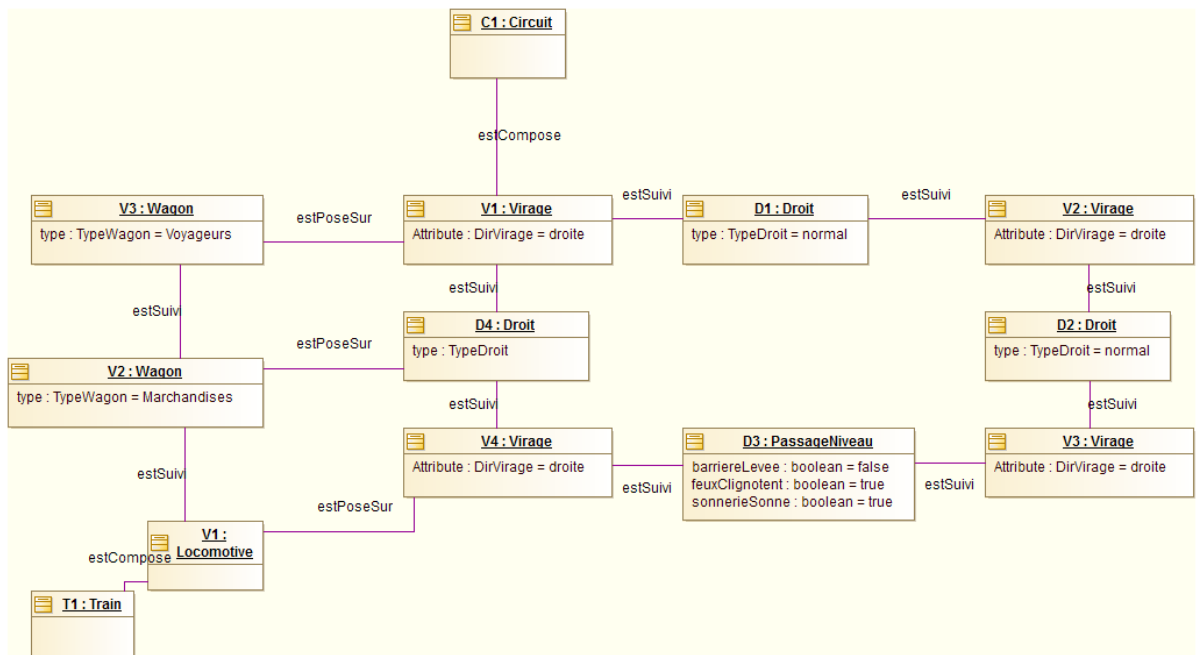 C1 : Circuit
estCompose
V3 : Wagon
type : TypeWagon = Voyageurs
estPoseSur
V1 : Virage
Attribute : DirVirage = droite
estSuivi
D1 : Droit
type : TypeDroit = normal
estSuivi
V2 : Virage
Attribute : DirVirage = droite
estSuivi
estSuivi
estSuivi
D4 : Droit
type : TypeDroit
D2 : Droit
type : TypeDroit = normal
estPoseSur
V2 : Wagon
type : TypeWagon = Marchandises
estSuivi
estSuivi
V4 : Virage
Attribute : DirVirage = droite
estSuivi
D3 : PassageNiveau
barriereLevee : boolean = false
feuxClignotent : boolean = true
sonnerieSonne : boolean = true
estSuivi
V3 : Virage
Attribute : DirVirage = droite
estSuivi
estPoseSur
V1 :
Locomotive
estCompose
T1 : Train